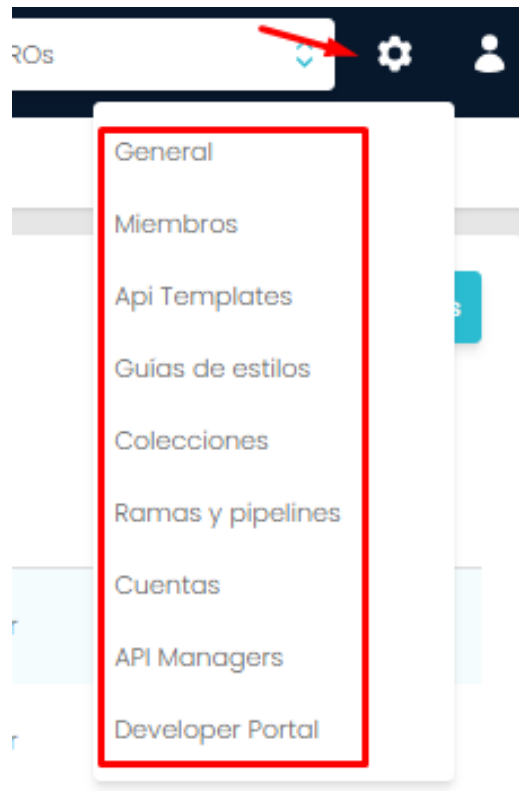 ROs
General
Miembros
Api Templates
s
Guías de estilos
Colecciones
Ramas y pipelines
Cuentas
r
API Managers
Developer Portal
r